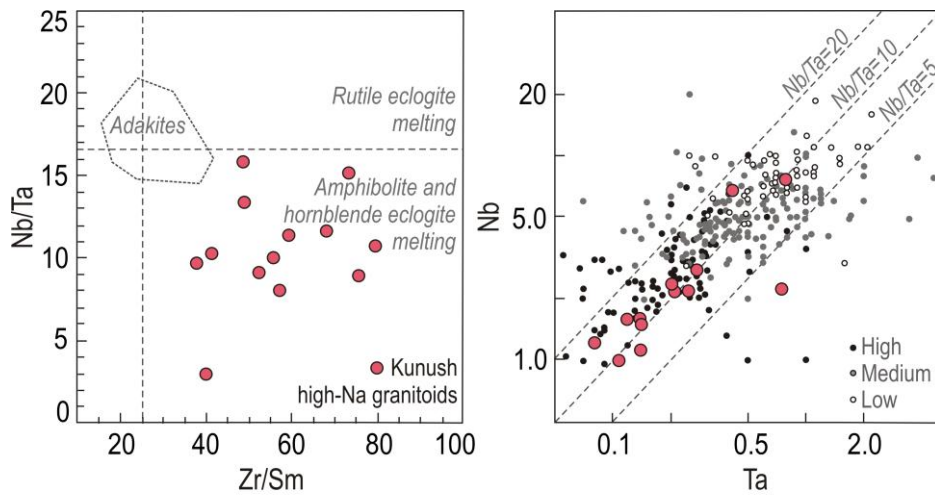 25
20
15
10
5
0
Nb/Ta
Adakites
Rutile eclogite
melting
Amphibolite and
hornblende eclogite
melting
Kunush
high-Na granitoids
20
40
60
80
100
Zr/Sm
20
5.0
1.0
Nb
Nb/Ta=20
Nb/Ta=10
Nb/Ta=5
High
Medium
Low
0.1
0.5
2.0
Ta